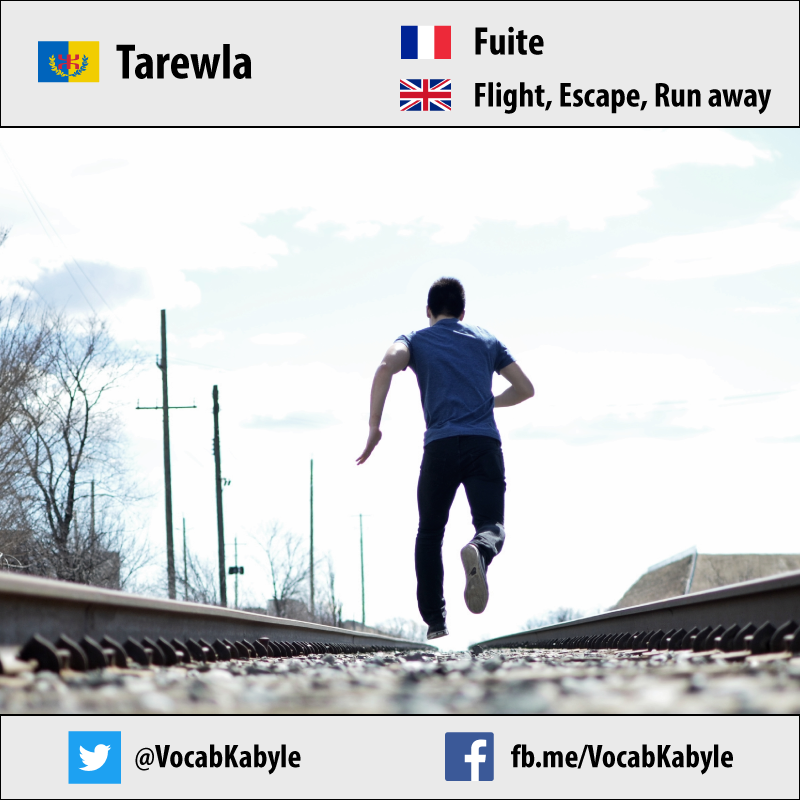 Tarewla
Fuite
Flight, Escape, Run away
@VocabKabyle
fb.me/VocabKabyle